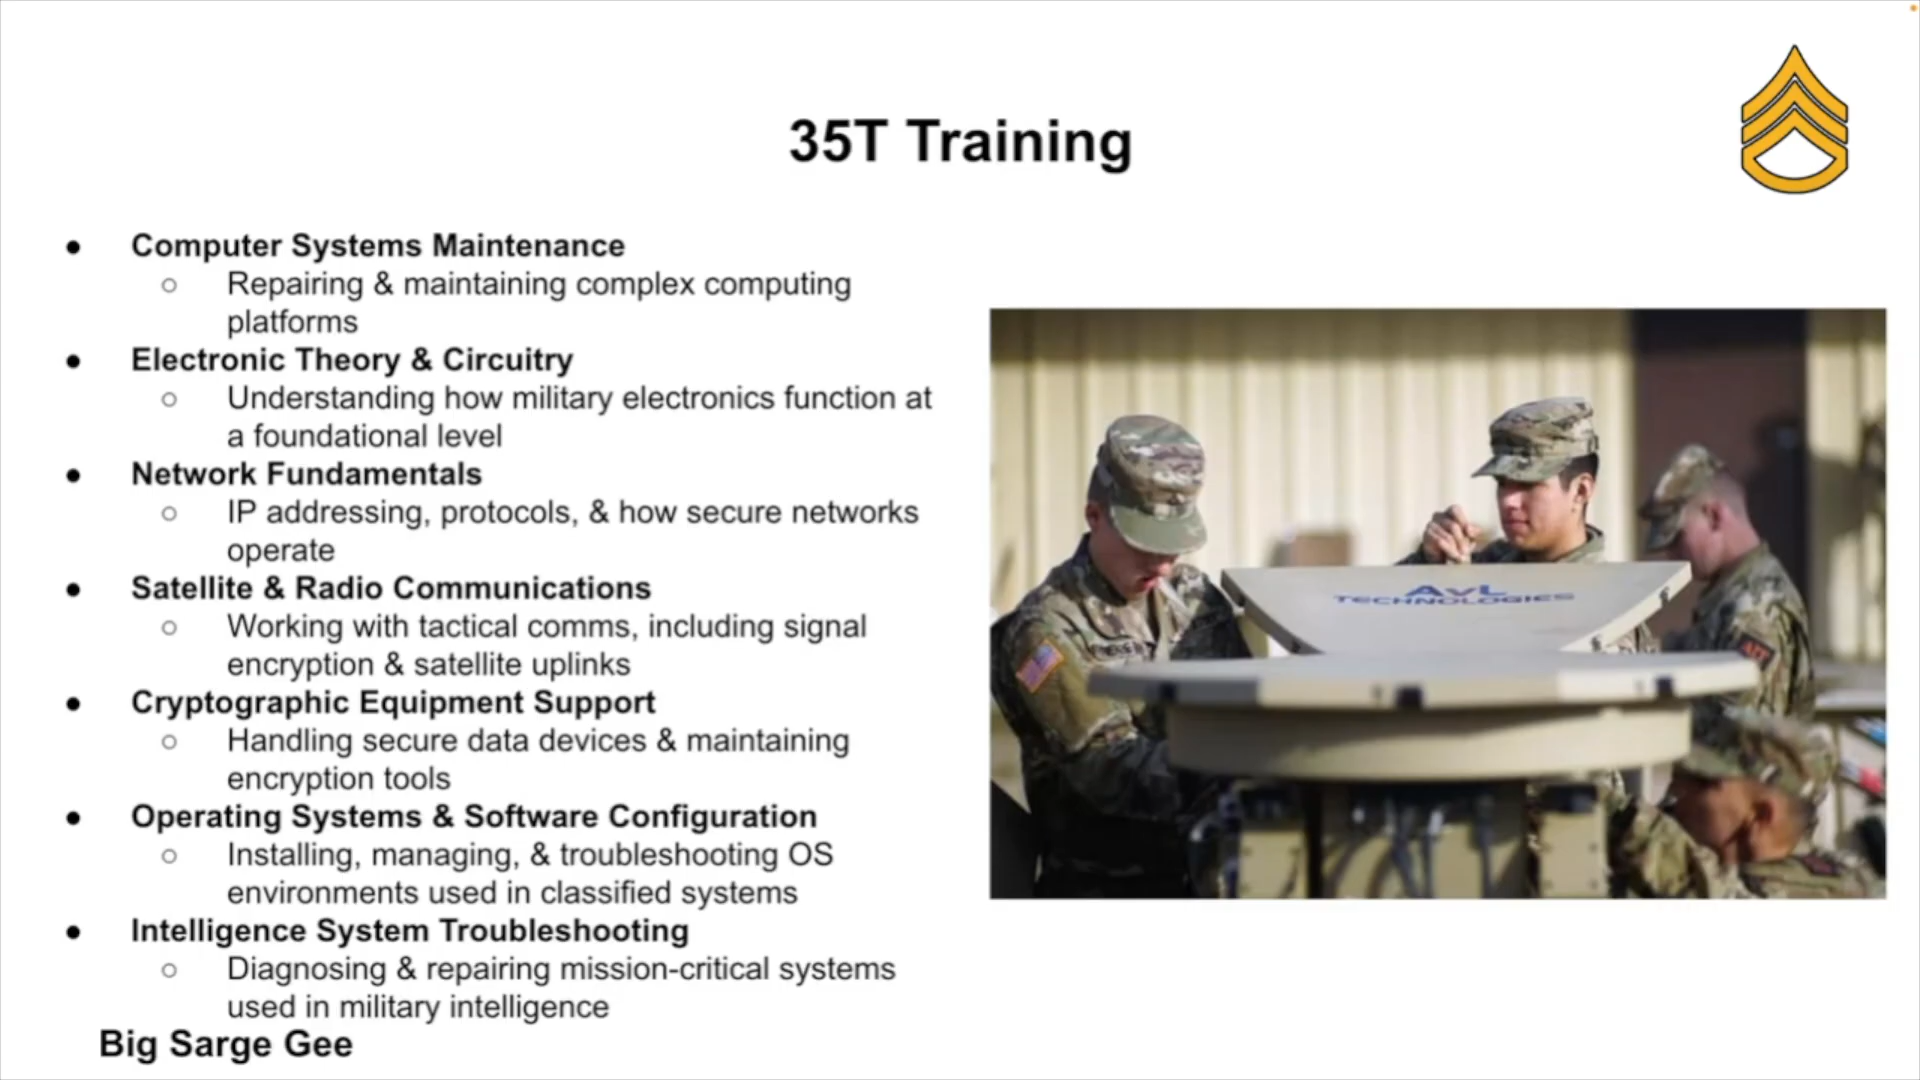 35T Training
● Computer Systems Maintenance
○ Repairing & maintaining complex computing
platforms
● Electronic Theory & Circuitry
○ Understanding how military electronics function at
a foundational level
● Network Fundamentals
○ IP addressing, protocols, & how secure networks
operate
● Satellite & Radio Communications
○ Working with tactical comms, including signal
encryption & satellite uplinks
● Cryptographic Equipment Support
○ Handling secure data devices & maintaining
encryption tools
● Operating Systems & Software Configuration
○ Installing, managing, & troubleshooting OS
environments used in classified systems
● Intelligence System Troubleshooting
○ Diagnosing & repairing mission-critical systems
used in military intelligence
Big Sarge Gee
AvL
TECHNOLOGIES